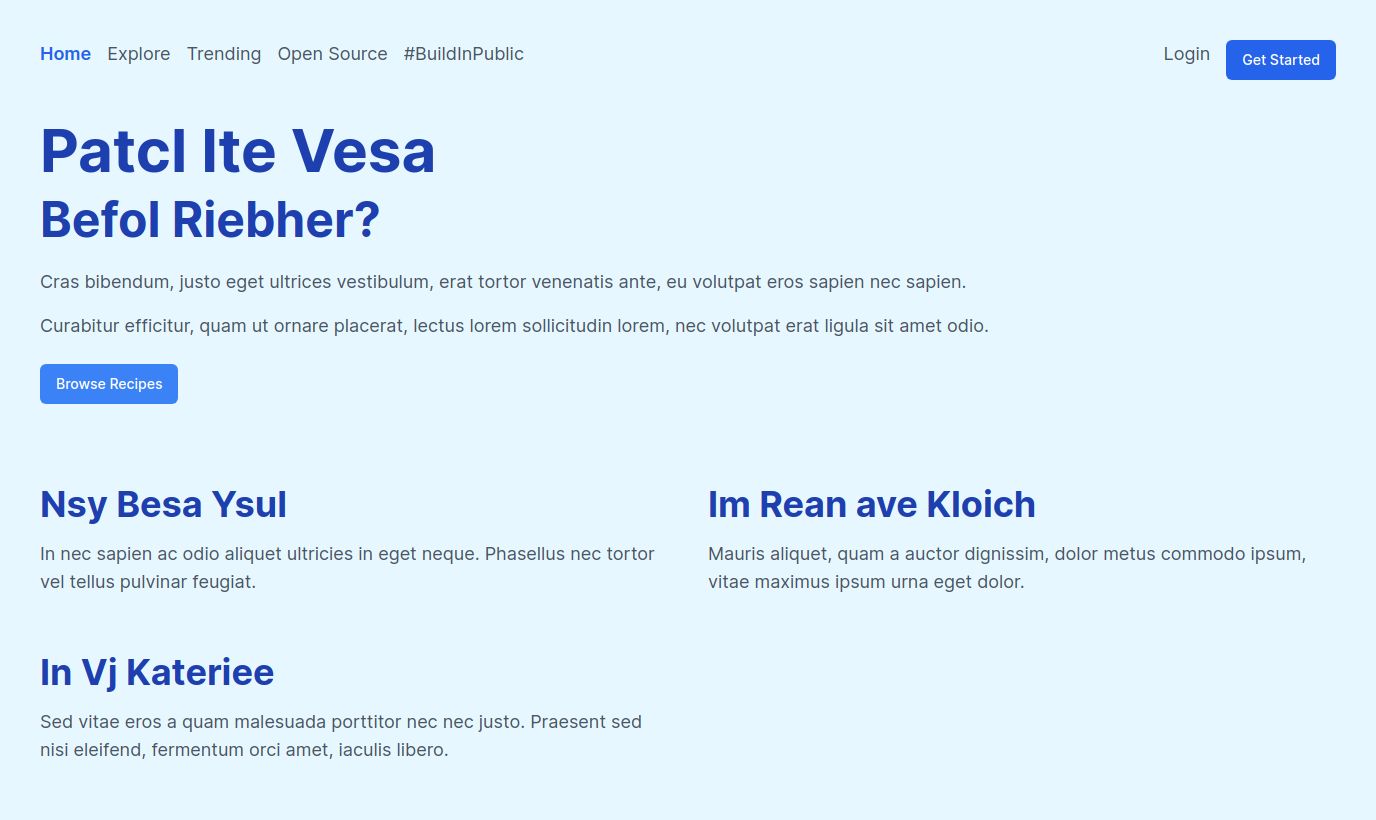 Home Explore Trending Open Source #BuildInPublic Login Get Started
Patcl Ite Vesa
Befol Riebher?
Cras bibendum, justo eget ultrices vestibulum, erat tortor venenatis ante, eu volutpat eros sapien nec sapien.
Curabitur efficitur, quam ut ornare placerat, lectus lorem sollicitudin lorem, nec volutpat erat ligula sit amet odio.
Browse Recipes
Nsy Besa Ysul
In nec sapien ac odio aliquet ultricies in eget neque. Phasellus nec tortor
vel tellus pulvinar feugiat.
Im Rean ave Kloich
Mauris aliquet, quam a auctor dignissim, dolor metus commodo ipsum,
vitae maximus ipsum urna eget dolor.
In Vj Kateriee
Sed vitae eros a quam malesuada porttitor nec nec justo. Praesent sed
nisi eleifend, fermentum orci amet, iaculis libero.